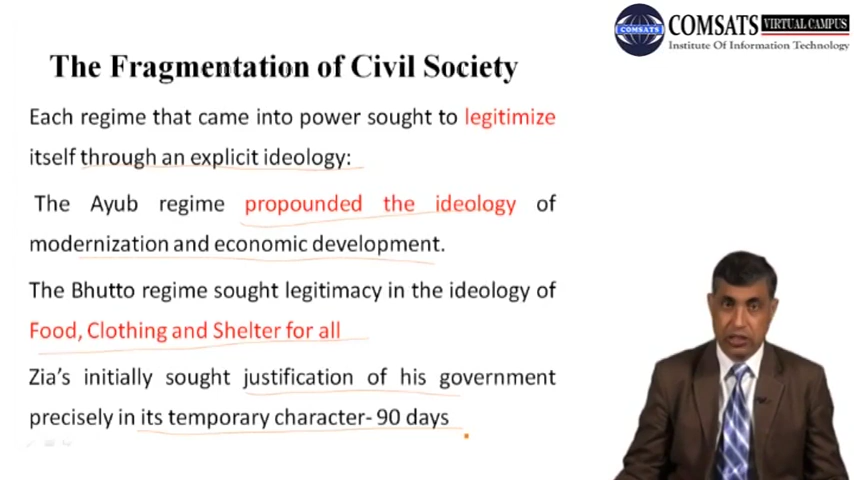 COMSATS VIRTUAL CAMPUS
COMSATS
Institute Of Information Technology
The Fragmentation of Civil Society
Each regime that came into power sought to legitimize
itself through an explicit ideology:
The Ayub regime propounded the ideology of
modernization and economic development.
The Bhutto regime sought legitimacy in the ideology of
Food, Clothing and Shelter for all
Zia's initially sought justification of his government
precisely in its temporary character- 90 days